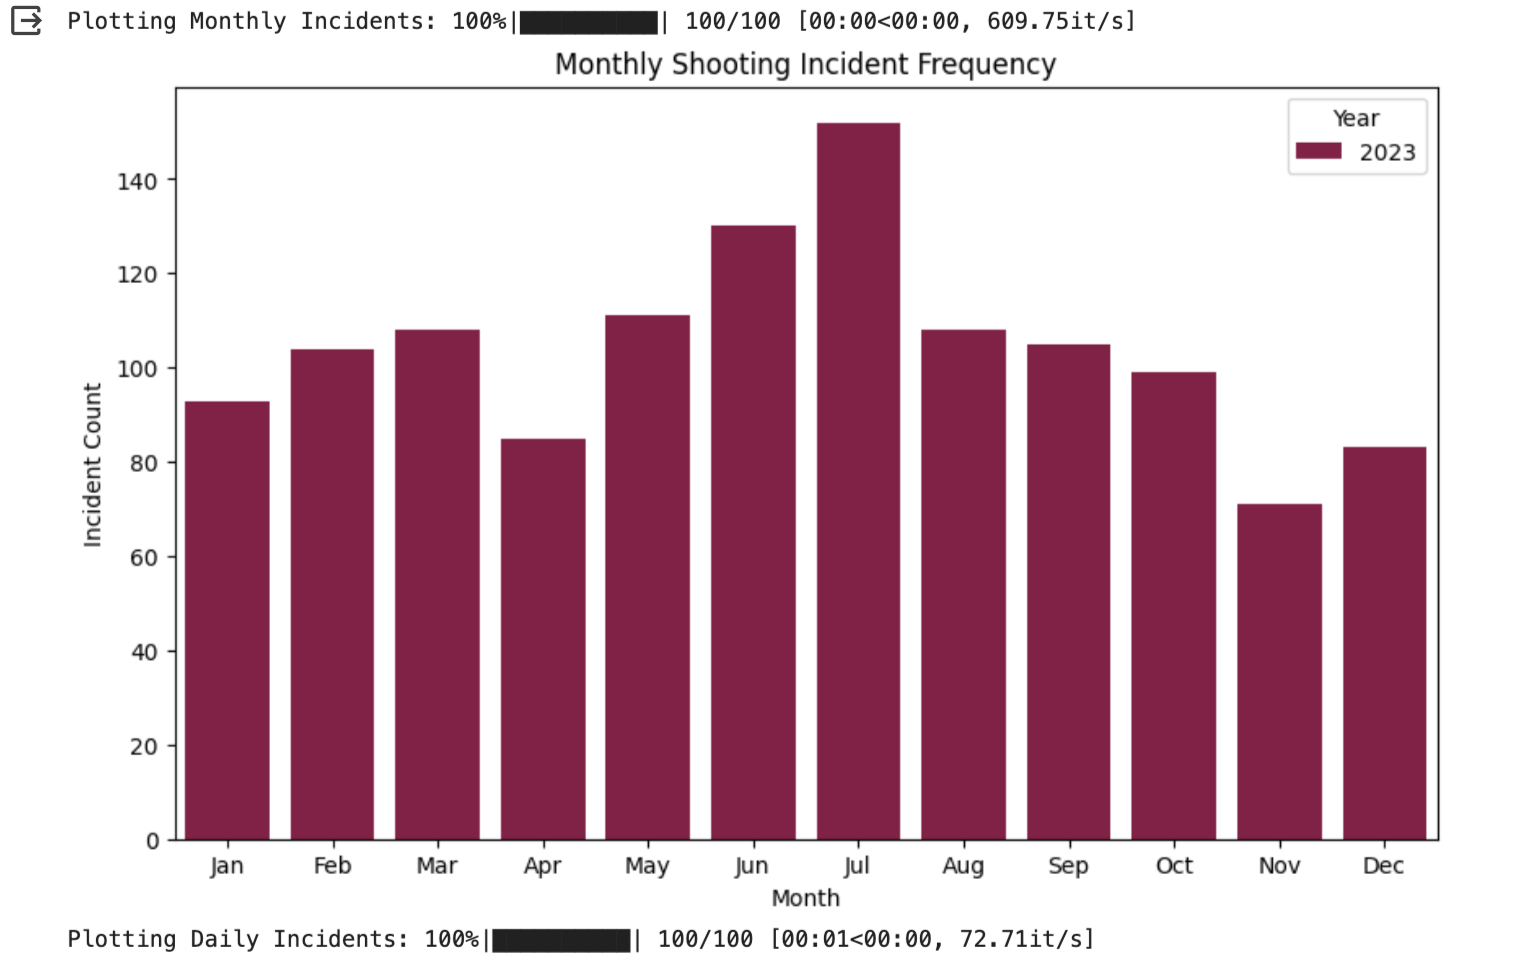 Plotting Monthly Incidents: 100%|██████████| 100/100 [00:00<00:00, 609.75it/s]
Monthly Shooting Incident Frequency
Year
2023
140
120
100
80
60
40
20
0
Incident Count
Jan Feb Mar Apr May Jun Jul Aug Sep Oct Nov Dec
Month
Plotting Daily Incidents: 100%|██████████| 100/100 [00:01<00:00, 72.71it/s]